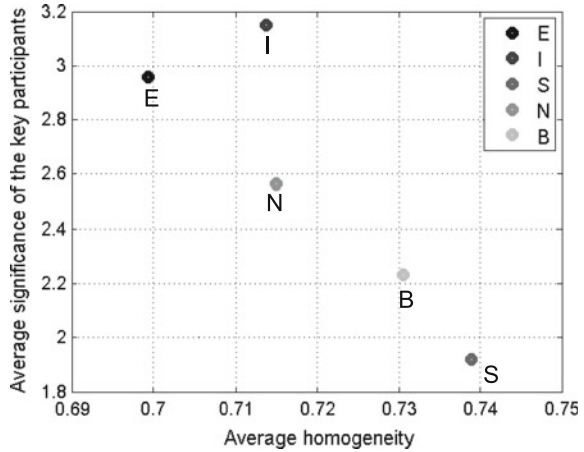 Average significance of the key participants
3.2
3
2.8
2.6
2.4
2.2
2
1.8
E
I
N
B
S
E
I
S
N
B
0.69
0.7
0.71
0.72
0.73
0.74
0.75
Average homogeneity